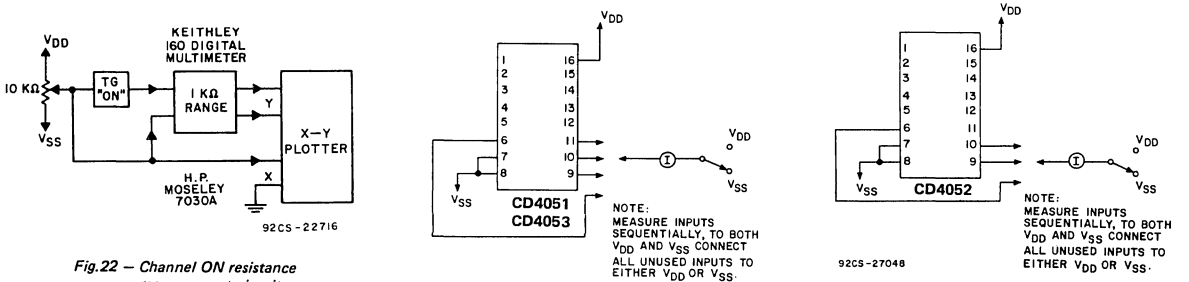 KEITHLEY
160 DIGITAL
MULTIMETER
VDD
10 KΩ
VSS
TG
"ON"
1 KΩ
RANGE
Y
X-Y
PLOTTER
X
H.P.
MOSELEY
7030A
92CS-22716
Fig.22 — Channel ON resistance
VDD
1
2
3
4
5
6
7
8
16
15
14
13
12
11
10
9
VSS
CD4051
CD4053
I
VDD
VSS
NOTE:
MEASURE INPUTS
SEQUENTIALLY, TO BOTH
VDD AND VSS CONNECT
ALL UNUSED INPUTS TO
EITHER VDD OR VSS.
VDD
1
2
3
4
5
6
7
8
16
15
14
13
12
11
10
9
VSS
CD4052
I
VDD
VSS
NOTE:
MEASURE INPUTS
SEQUENTIALLY, TO BOTH
VDD AND VSS CONNECT
ALL UNUSED INPUTS TO
EITHER VDD OR VSS.
92CS-27048